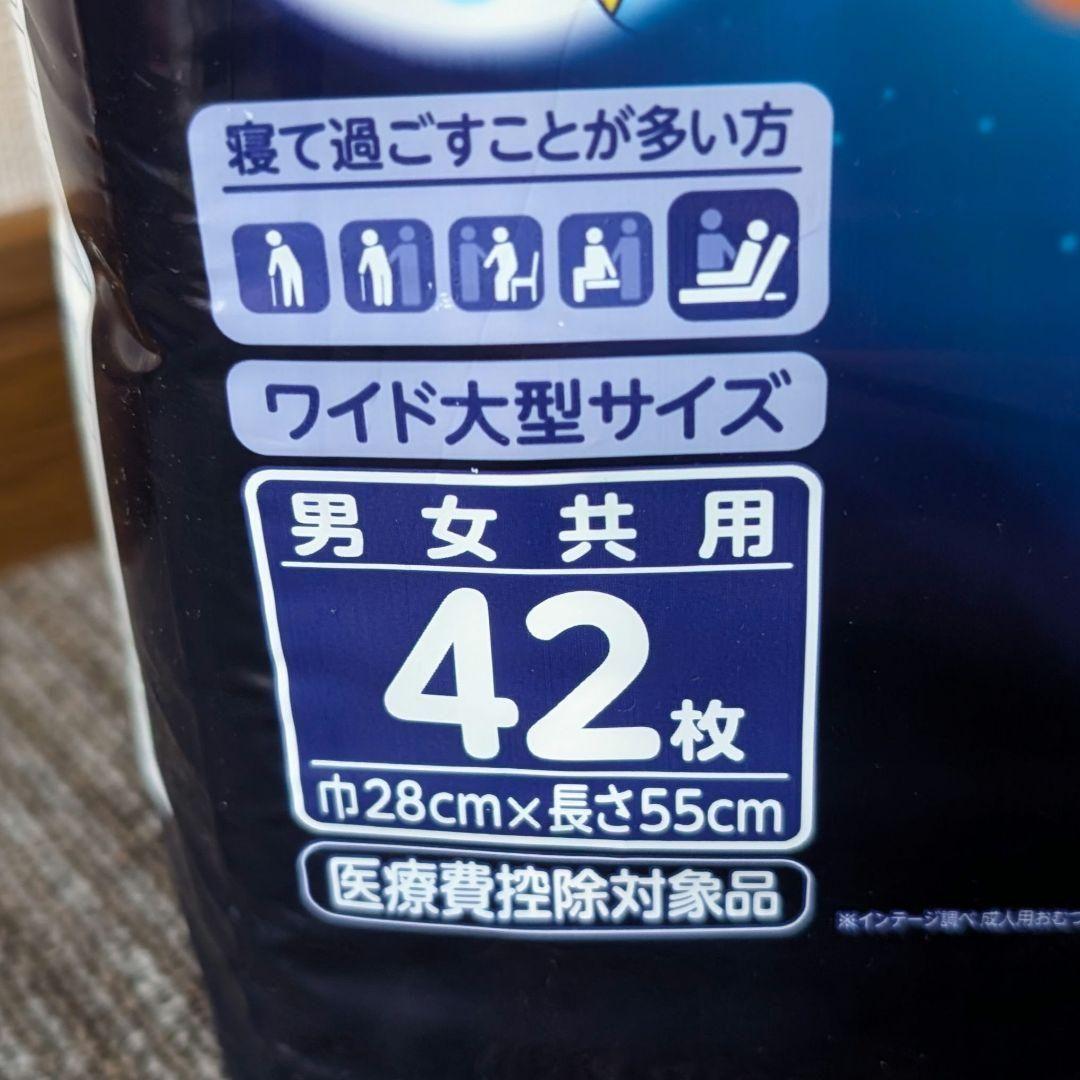 寝て過ごすことが多い方
ワイド大型サイズ
男女共用
42枚
巾28cm×長さ55cm
医療費控除対象品
※インテージ調べ 成人用おむつ